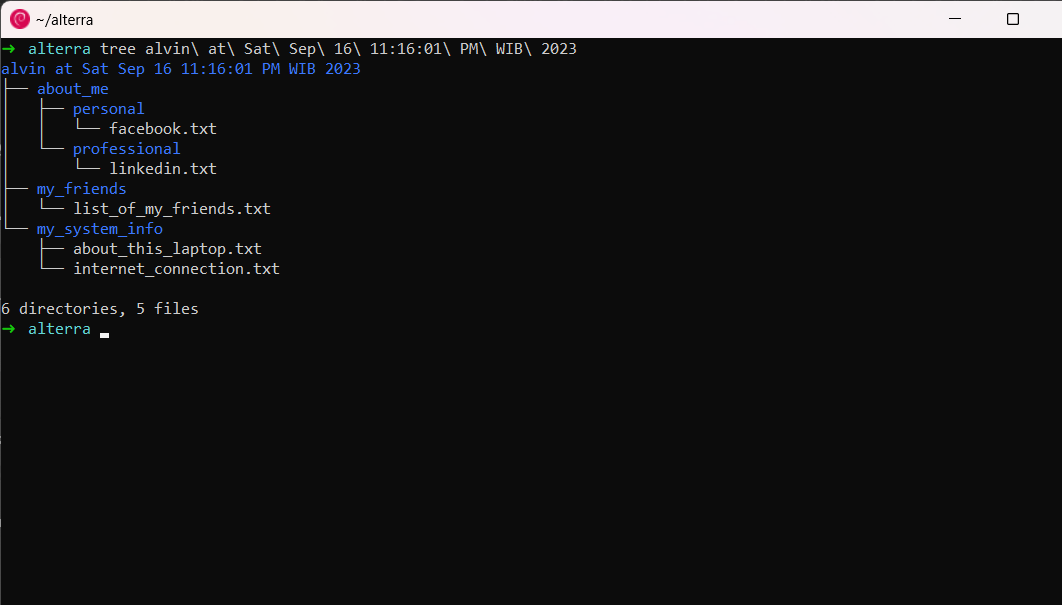 ~/alterra
➜ alterra tree alvin\ at\ Sat\ Sep\ 16\ 11:16:01\ PM\ WIB\ 2023
alvin at Sat Sep 16 11:16:01 PM WIB 2023
├── about_me
│   ├── personal
│   │   └── facebook.txt
│   └── professional
│       └── linkedin.txt
├── my_friends
│   └── list_of_my_friends.txt
└── my_system_info
    ├── about_this_laptop.txt
    └── internet_connection.txt
6 directories, 5 files
➜ alterra